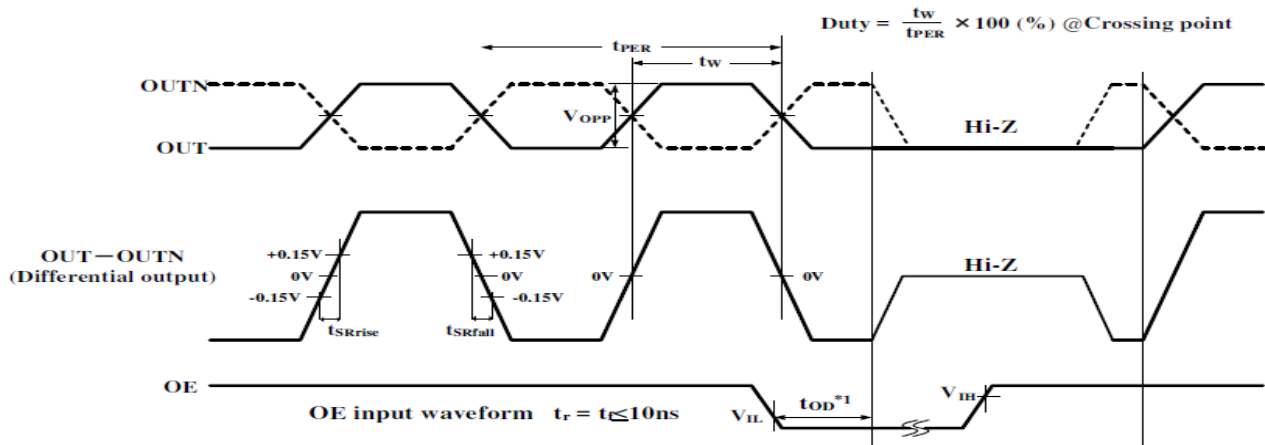 Duty = tw/tPER × 100 (%) @Crossing point
tPER
tw
OUTN
VOPP
Hi-Z
OUT
OUT－OUTN
(Differential output)
+0.15V
0V
-0.15V
tSRrise
+0.15V
0V
-0.15V
tSRfall
0V
0V
Hi-Z
OE
OE input waveform tr = tf≤10ns
VIL
tOD*1
VIH